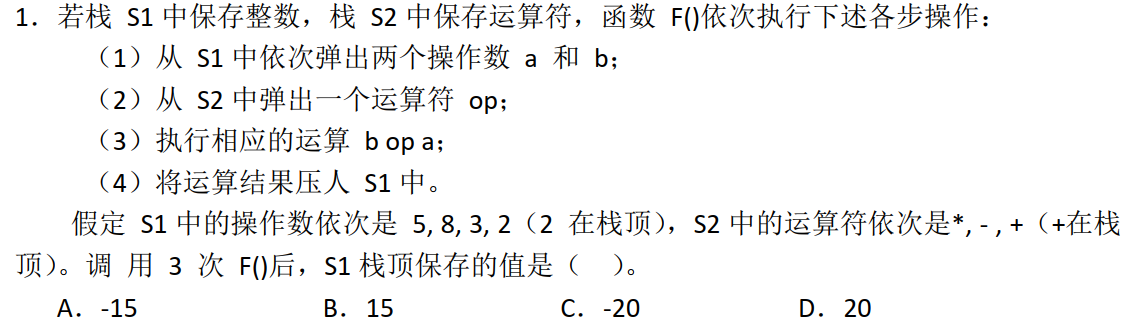 1. 若栈 S1 中保存整数，栈 S2 中保存运算符，函数 F()依次执行下述各步操作：
（1）从 S1 中依次弹出两个操作数 a 和 b；
（2）从 S2 中弹出一个运算符 op；
（3）执行相应的运算 b op a；
（4）将运算结果压人 S1 中。
假定 S1 中的操作数依次是 5, 8, 3, 2（2 在栈顶），S2 中的运算符依次是*, - , +（+在栈
顶）。调 用 3 次 F()后，S1 栈顶保存的值是（ ）。
A. -15 B. 15 C. -20 D. 20